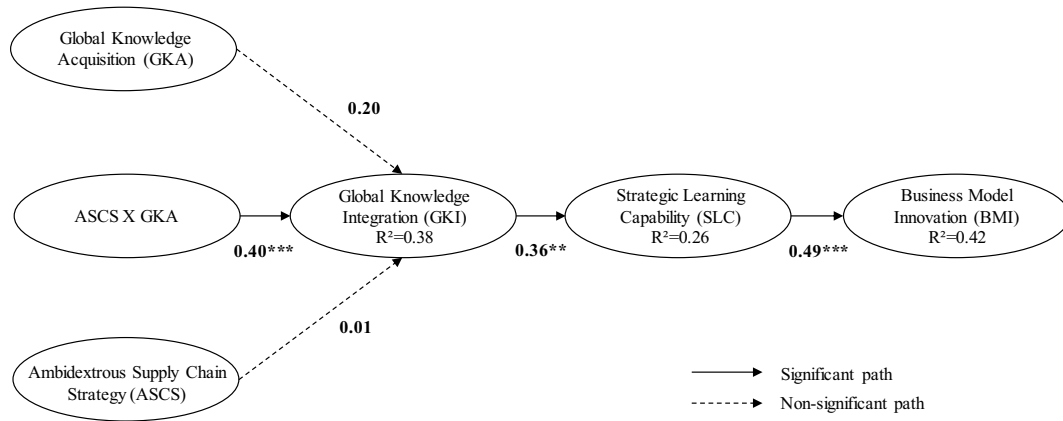 Global Knowledge
Acquisition (GKA)
0.20
ASCS X GKA
0.40***
Global Knowledge
Integration (GKI)
R²=0.38
0.36**
Strategic Learning
Capability (SLC)
R²=0.26
0.49***
Business Model
Innovation (BMI)
R²=0.42
0.01
Ambidextrous Supply Chain
Strategy (ASCS)
Significant path
Non-significant path